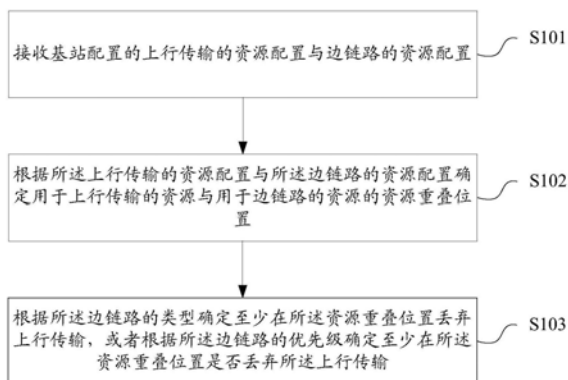 接收基站配置的上行传输的资源配置与边链路的资源配置
S101
根据所述上行传输的资源配置与所述边链路的资源配置确
定用于上行传输的资源与用于边链路的资源的资源重叠位
置
S102
根据所述边链路的类型确定至少在所述资源重叠位置丢弃
上行传输，或者根据所述边链路的优先级确定至少在所述
资源重叠位置是否丢弃所述上行传输
S103